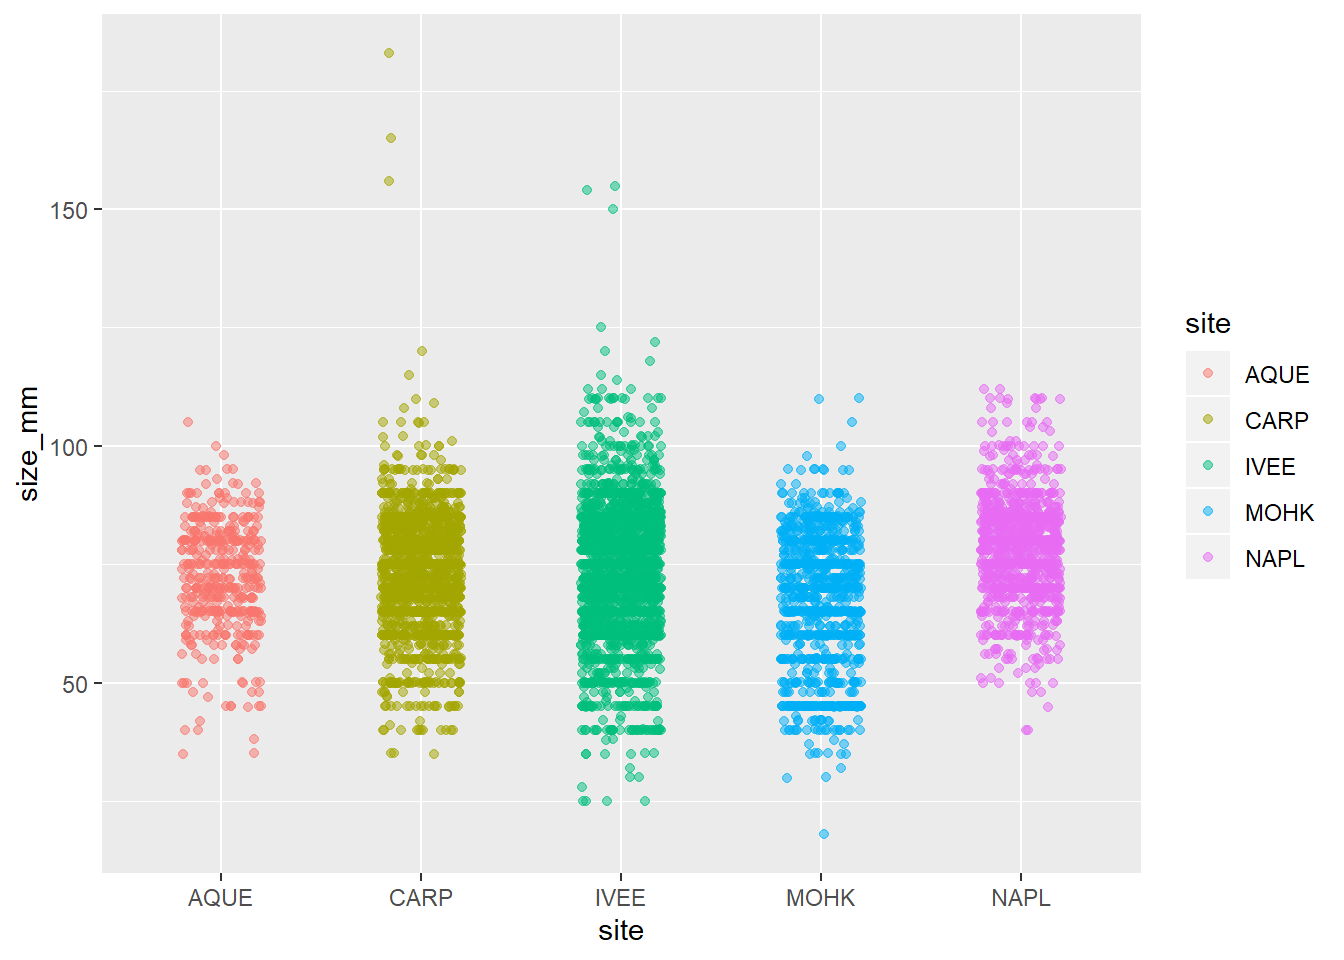 size_mm
150
100
50
AQUE CARP IVEE MOHK NAPL
site
site
AQUE
CARP
IVEE
MOHK
NAPL